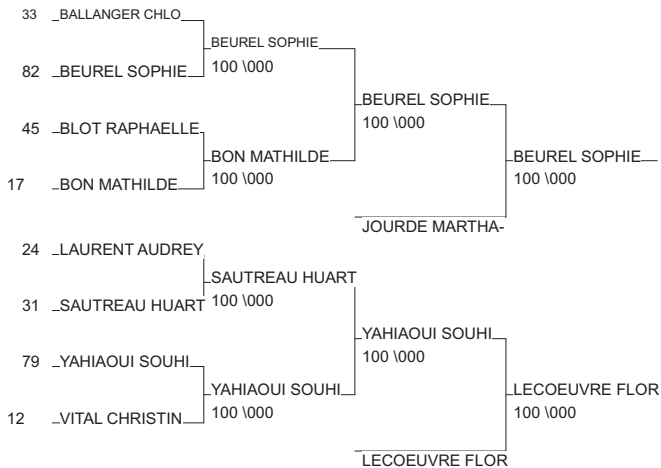 33 BALLANGER CHLO
BEUREL SOPHIE
100 \000
82 BEUREL SOPHIE
BEUREL SOPHIE
100 \000
45 BLOT RAPHAELLE
BON MATHILDE
100 \000
BEUREL SOPHIE
100 \000
17 BON MATHILDE
JOURDE MARTHA-
24 LAURENT AUDREY
SAUTREAU HUART
100 \000
31 SAUTREAU HUART
YAHIAOUI SOUHI
100 \000
79 YAHIAOUI SOUHI
YAHIAOUI SOUHI
100 \000
LECOEUVRE FLOR
100 \000
12 VITAL CHRISTIN
LECOEUVRE FLOR